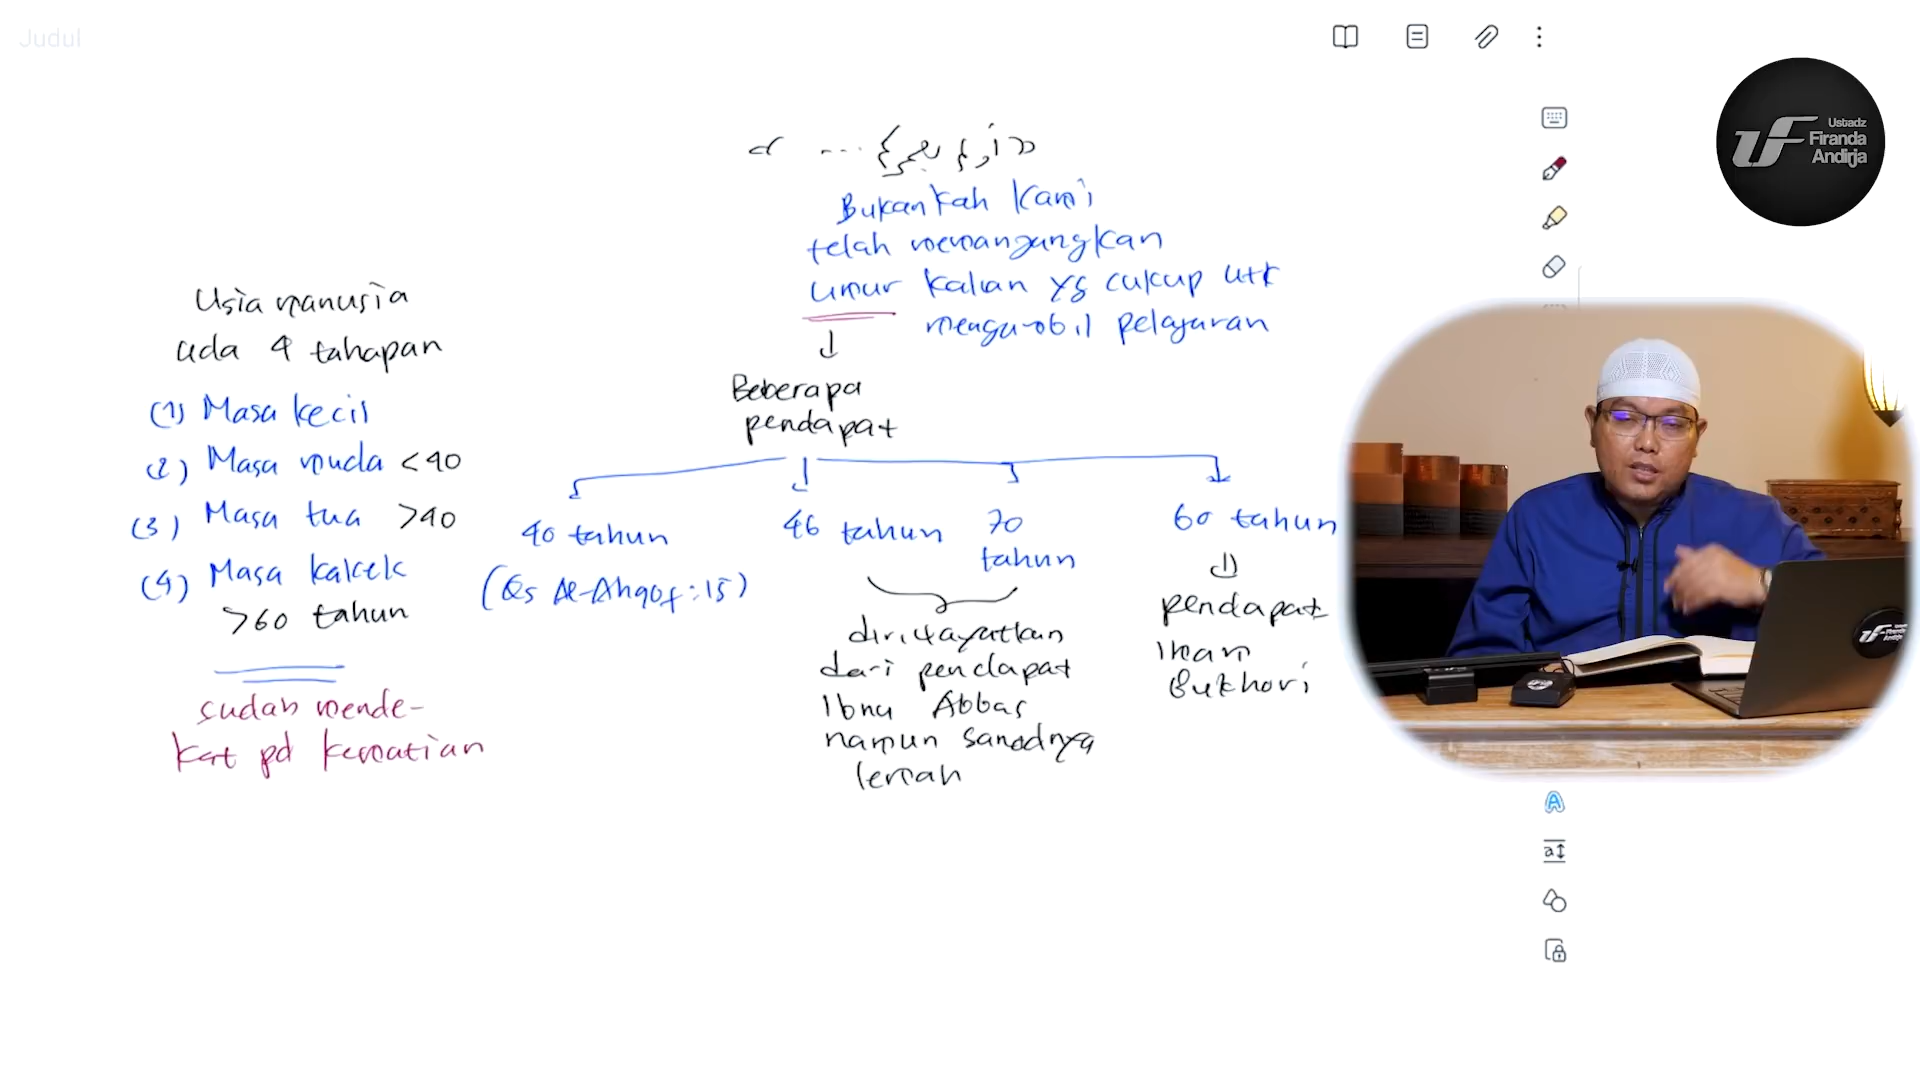 Judul
Ustadz
Firanda
Andirja
Bukankah Kami
telah memanjangkan
umur kalian yg cukup utk
mengambil pelajaran
Usia manusia
ada 4 tahapan
(1) Masa kecil
(2) Masa muda <40
(3) Masa tua >40
(4) Masa kakek
>60 tahun
sudah mende-
kat pd kematian
Beberapa
pendapat
40 tahun
(Qs Al-Ahqof:15)
46 tahun
70
tahun
diriwayatkan
dari pendapat
Ibnu Abbas
namun sanadnya
lemah
60 tahun
pendapat
Imam
Bukhori